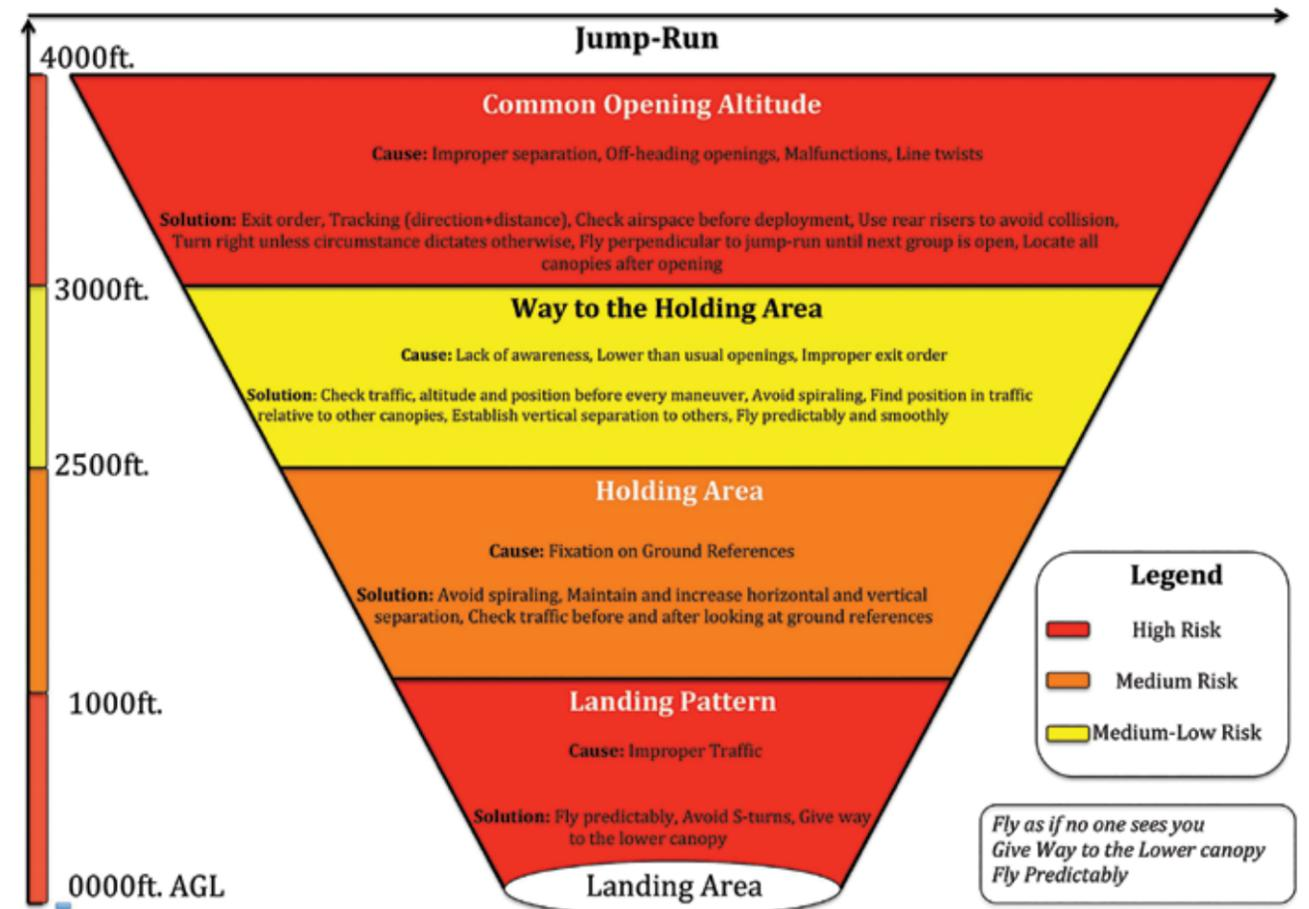 Jump-Run
4000ft.
Common Opening Altitude
Cause: Improper separation, Off-heading openings, Malfunctions, Line twists
Solution: Exit order, Tracking (direction+distance), Check airspace before deployment, Use rear risers to avoid collision,
Turn right unless circumstance dictates otherwise, Fly perpendicular to jump-run until next group is open, Locate all
canopies after opening
3000ft.
Way to the Holding Area
Cause: Lack of awareness, Lower than usual openings, Improper exit order
Solution: Check traffic, altitude and position before every maneuver, Avoid spiraling, Find position in traffic
relative to other canopies, Establish vertical separation to others, Fly predictably and smoothly
2500ft.
Holding Area
Cause: Fixation on Ground References
Solution: Avoid spiraling, Maintain and increase horizontal and vertical
separation, Check traffic before and after looking at ground references
1000ft.
Landing Pattern
Cause: Improper Traffic
Solution: Fly predictably, Avoid S-turns, Give way
to the lower canopy
0000ft. AGL
Landing Area
Legend
High Risk
Medium Risk
Medium-Low Risk
Fly as if no one sees you
Give Way to the Lower canopy
Fly Predictably